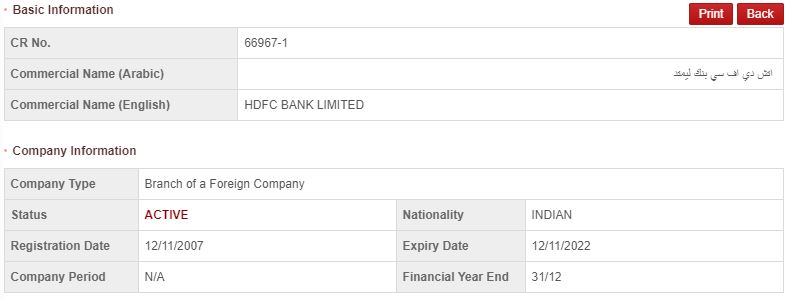 Basic Information
Print Back
CR No. 66967-1
Commercial Name (Arabic) اتش دي اف سي بنك ليمتد
Commercial Name (English) HDFC BANK LIMITED
Company Information
Company Type Branch of a Foreign Company
Status ACTIVE Nationality INDIAN
Registration Date 12/11/2007 Expiry Date 12/11/2022
Company Period N/A Financial Year End 31/12